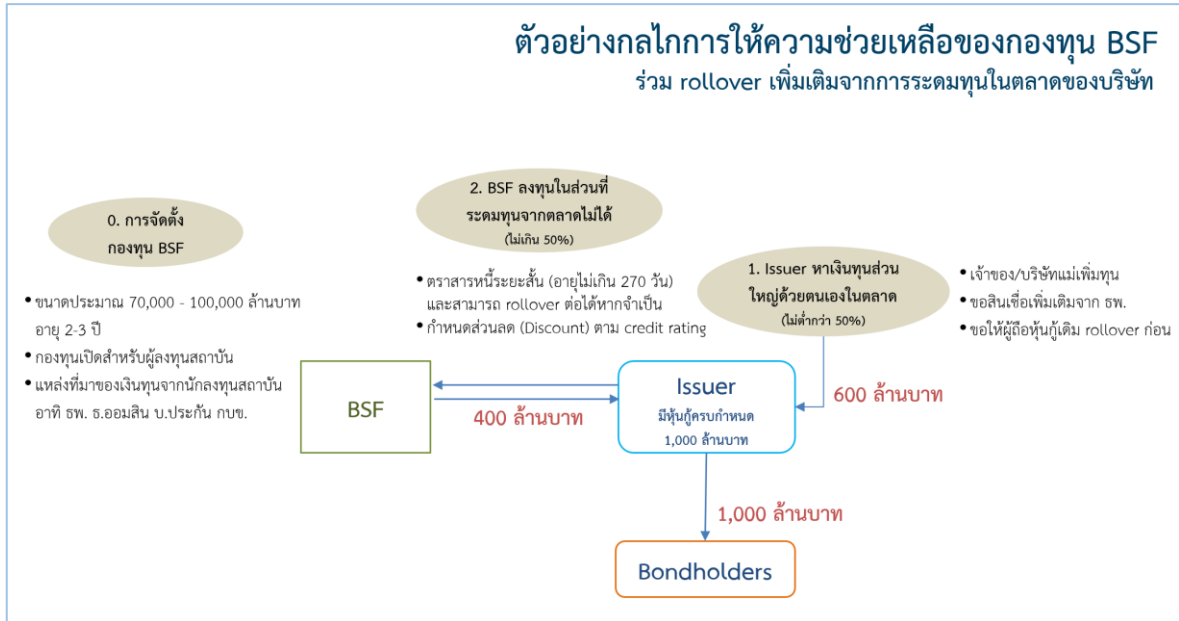 ตัวอย่างกลไกการให้ความช่วยเหลือของกองทุน BSF
ร่วม rollover เพิ่มเติมจากการระดมทุนในตลาดของบริษัท
0. การจัดตั้ง
กองทุน BSF
• ขนาดประมาณ 70,000 - 100,000 ล้านบาท
อายุ 2-3 ปี
• กองทุนเปิดสำหรับผู้ลงทุนสถาบัน
• แหล่งที่มาของเงินทุนจากนักลงทุนสถาบัน
อาทิ ธพ. ธ.ออมสิน บ.ประกัน กบข.
2. BSF ลงทุนในส่วนที่
ระดมทุนจากตลาดไม่ได้
(ไม่เกิน 50%)
• ตราสารหนี้ระยะสั้น (อายุไม่เกิน 270 วัน)
และสามารถ rollover ต่อได้หากจำเป็น
• กำหนดส่วนลด (Discount) ตาม credit rating
1. Issuer หาเงินทุนส่วน
ใหญ่ด้วยตนเองในตลาด
(ไม่ต่ำกว่า 50%)
• เจ้าของ/บริษัทแม่เพิ่มทุน
• ขอสินเชื่อเพิ่มเติมจาก ธพ.
• ขอให้ผู้ถือหุ้นกู้เดิม rollover ก่อน
BSF
400 ล้านบาท
Issuer
มีหุ้นกู้ครบกำหนด
1,000 ล้านบาท
600 ล้านบาท
1,000 ล้านบาท
Bondholders